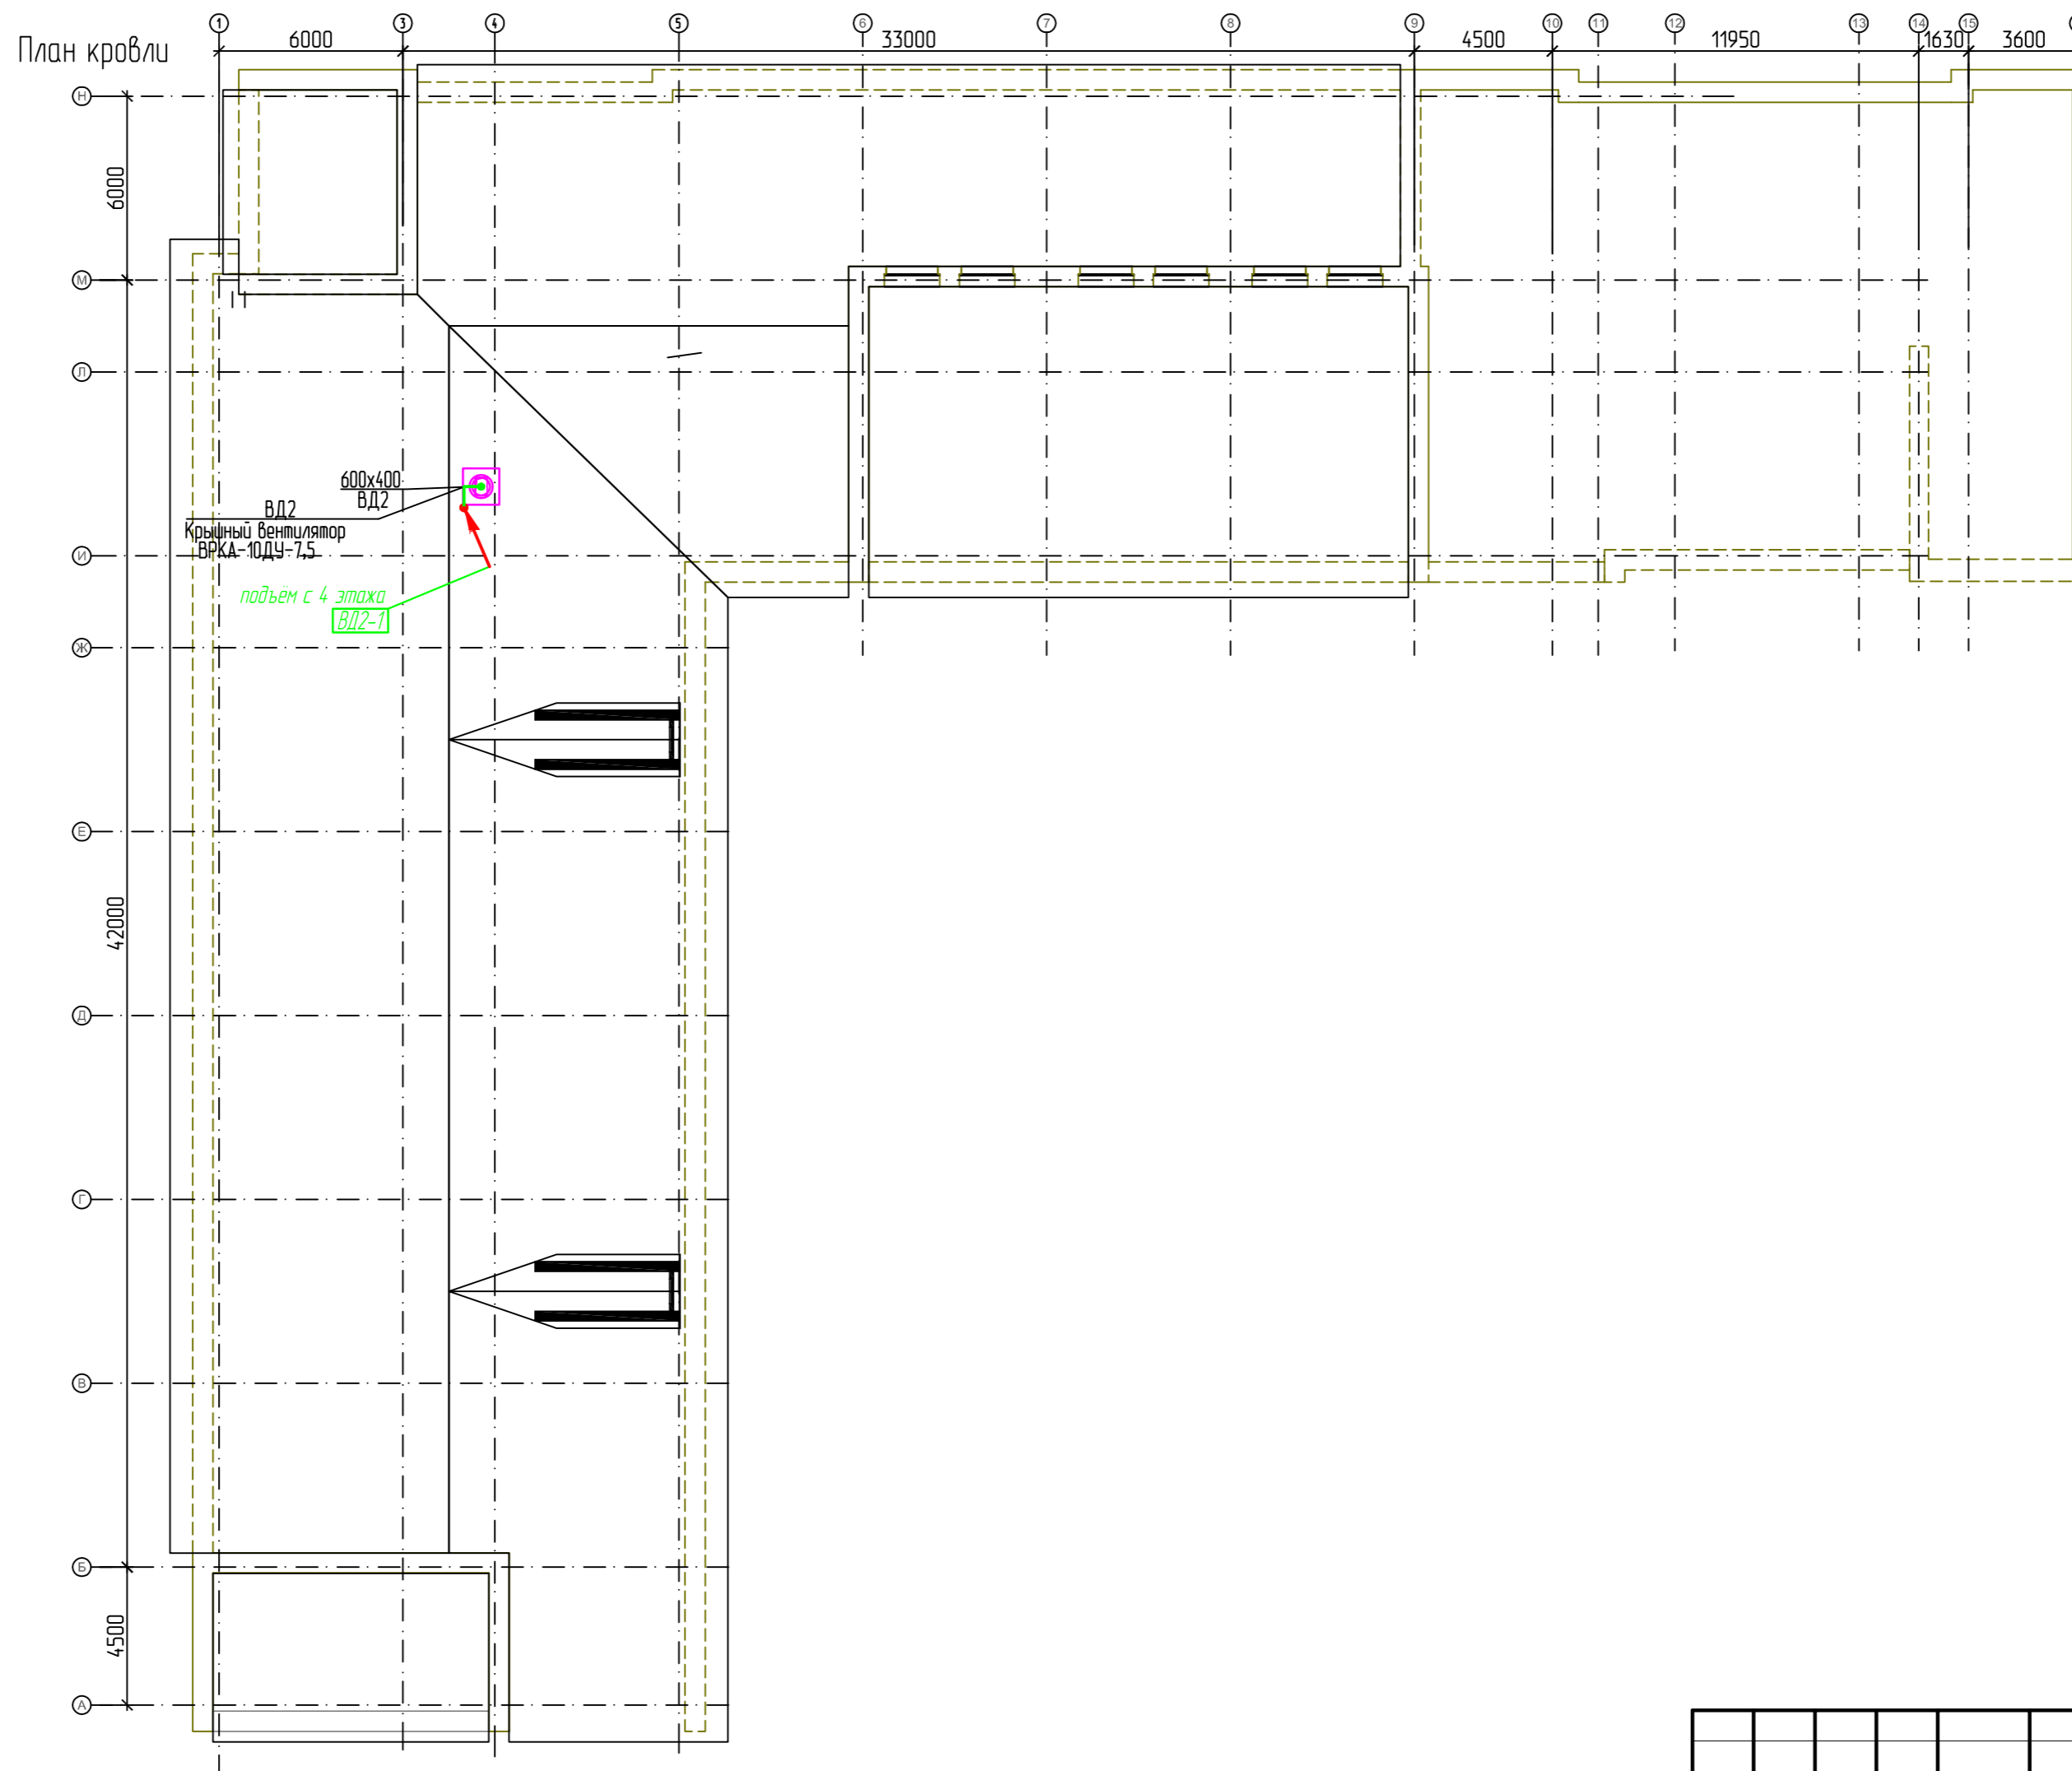 План кровли
1 3 4 5 6 7 8 9 10 11 12 13 14 15
6000 33000 4500 11950 1630 3600
Н
6000
М
Л
600х400
ВД2
ВД2
Крышный вентилятор
ВРКА-10ДУ-7,5
И
подъём с 4 этажа
ВД2-1
Ж
Е
42000
Д
Г
В
Б
4500
А